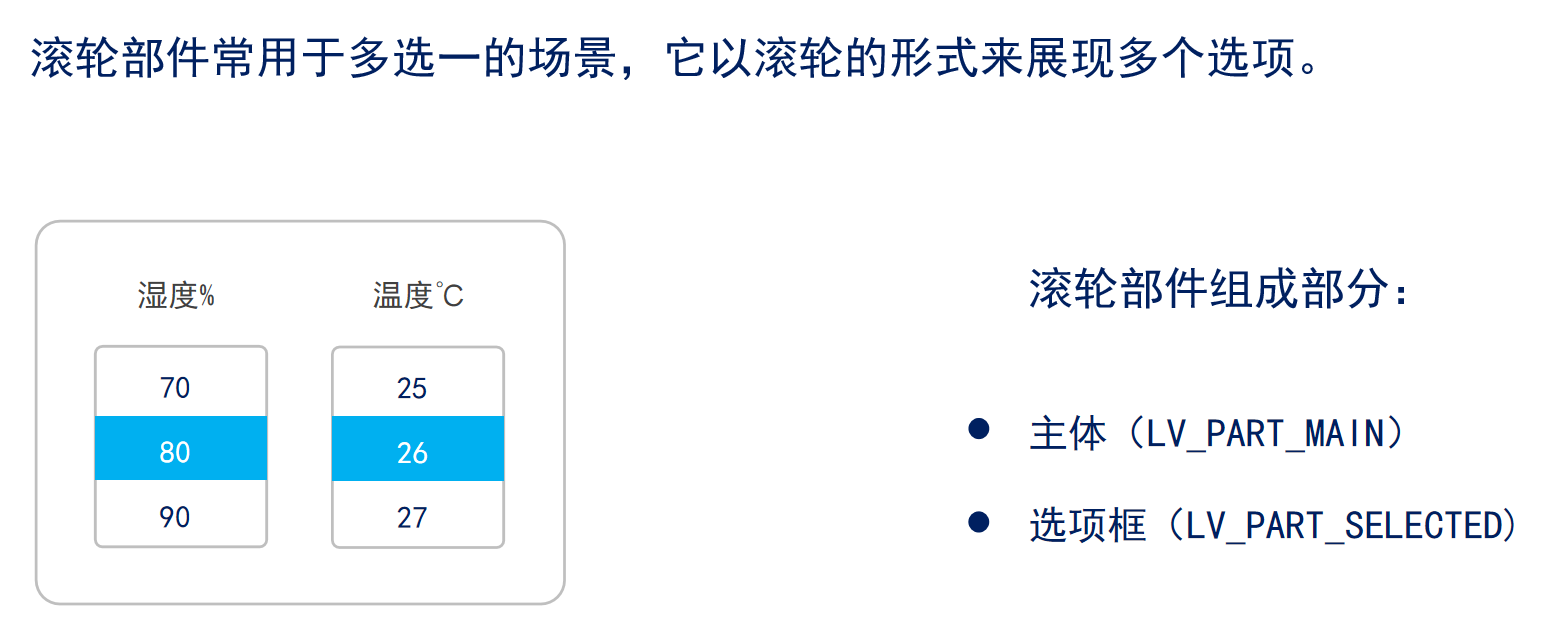 滚轮部件常用于多选一的场景，它以滚轮的形式来展现多个选项。
湿度% 温度℃
70 25
80 26
90 27
滚轮部件组成部分：
● 主体（LV_PART_MAIN）
● 选项框（LV_PART_SELECTED）